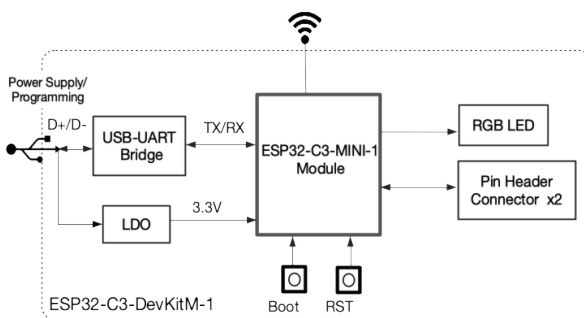 Power Supply/
Programming
D+/D-
USB-UART
Bridge
TX/RX
ESP32-C3-MINI-1
Module
RGB LED
Pin Header
Connector x2
LDO
3.3V
Boot
RST
ESP32-C3-DevKitM-1